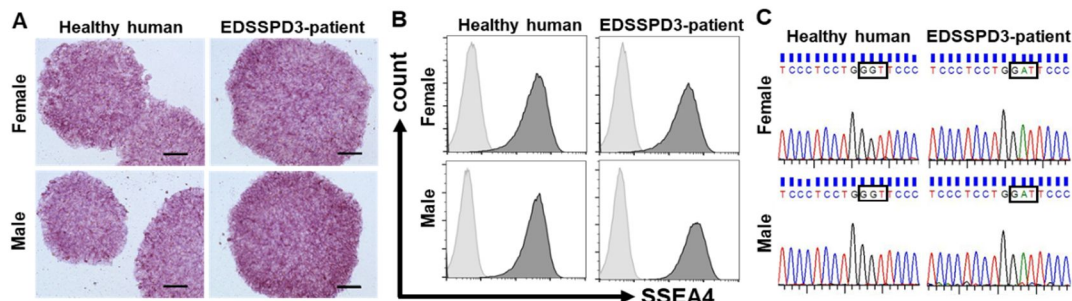 A
Healthy human
EDSSPD3-patient
Female
Male
B
Healthy human
EDSSPD3-patient
count
Female
Male
SSEA4
C
Healthy human
EDSSPD3-patient
Female
TCCCTCCTGGGTTCCC
TCCCTCCTGGATTCCC
Male
TCCCTCCTGGGTTCCC
TCCCTCCTGGATTCCC